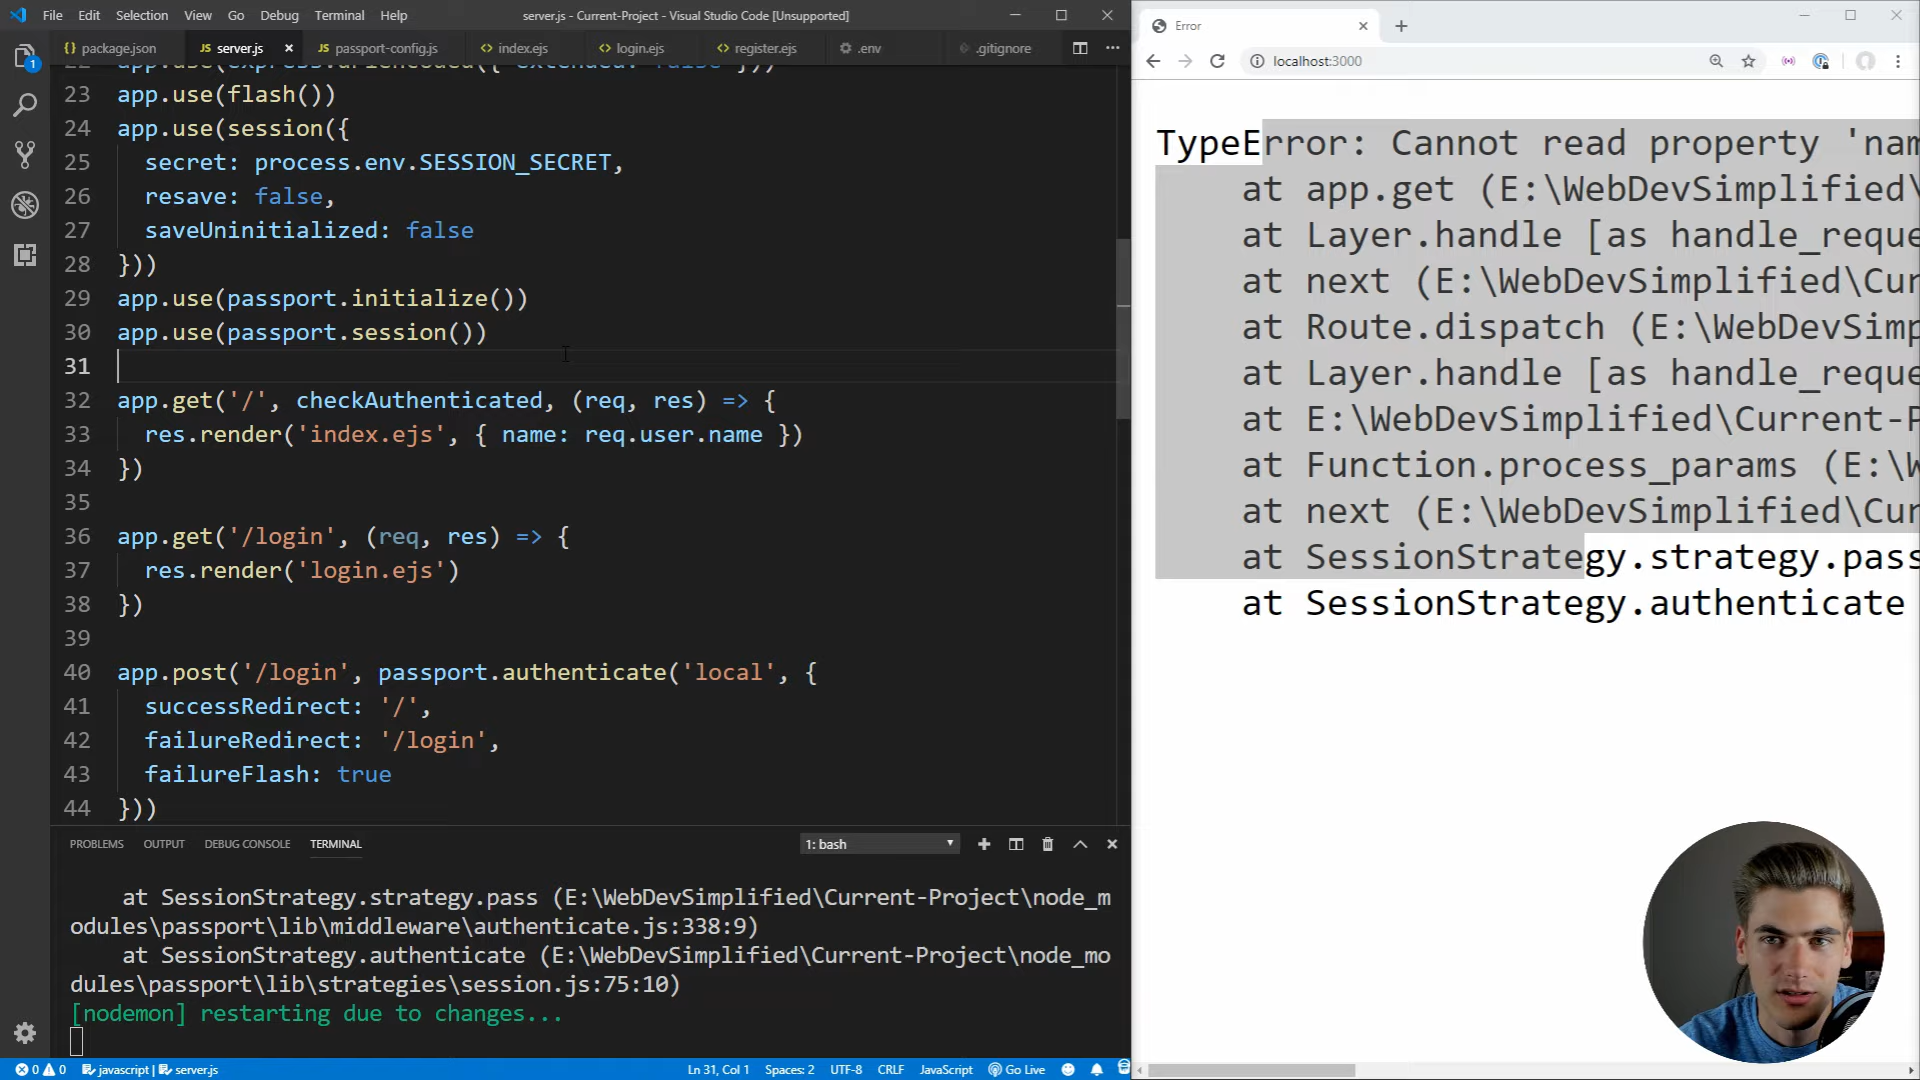 File Edit Selection View Go Debug Terminal Help
server.js - Current-Project - Visual Studio Code [Unsupported]
{} package.json
JS server.js
JS passport-config.js
<> index.ejs
<> login.ejs
<> register.ejs
.env
.gitignore
23 app.use(flash())
24 app.use(session({
25 secret: process.env.SESSION_SECRET,
26 resave: false,
27 saveUninitialized: false
28 }))
29 app.use(passport.initialize())
30 app.use(passport.session())
31
32 app.get('/', checkAuthenticated, (req, res) => {
33 res.render('index.ejs', { name: req.user.name })
34 })
35
36 app.get('/login', (req, res) => {
37 res.render('login.ejs')
38 })
39
40 app.post('/login', passport.authenticate('local', {
41 successRedirect: '/',
42 failureRedirect: '/login',
43 failureFlash: true
44 }))
PROBLEMS OUTPUT DEBUG CONSOLE TERMINAL
1: bash
at SessionStrategy.strategy.pass (E:\WebDevSimplified\Current-Project\node_m
odules\passport\lib\middleware\authenticate.js:338:9)
at SessionStrategy.authenticate (E:\WebDevSimplified\Current-Project\node_mo
dules\passport\lib\strategies\session.js:75:10)
[nodemon] restarting due to changes...
0 0 javascript | server.js
Ln 31, Col 1 Spaces: 2 UTF-8 CRLF JavaScript Go Live
1
Error
localhost:3000
TypeError: Cannot read property 'nam
at app.get (E:\WebDevSimplified\
at Layer.handle [as handle_reque
at next (E:\WebDevSimplified\Cur
at Route.dispatch (E:\WebDevSimp
at Layer.handle [as handle_reque
at E:\WebDevSimplified\Current-P
at Function.process_params (E:\W
at next (E:\WebDevSimplified\Cur
at SessionStrategy.strategy.pass
at SessionStrategy.authenticate